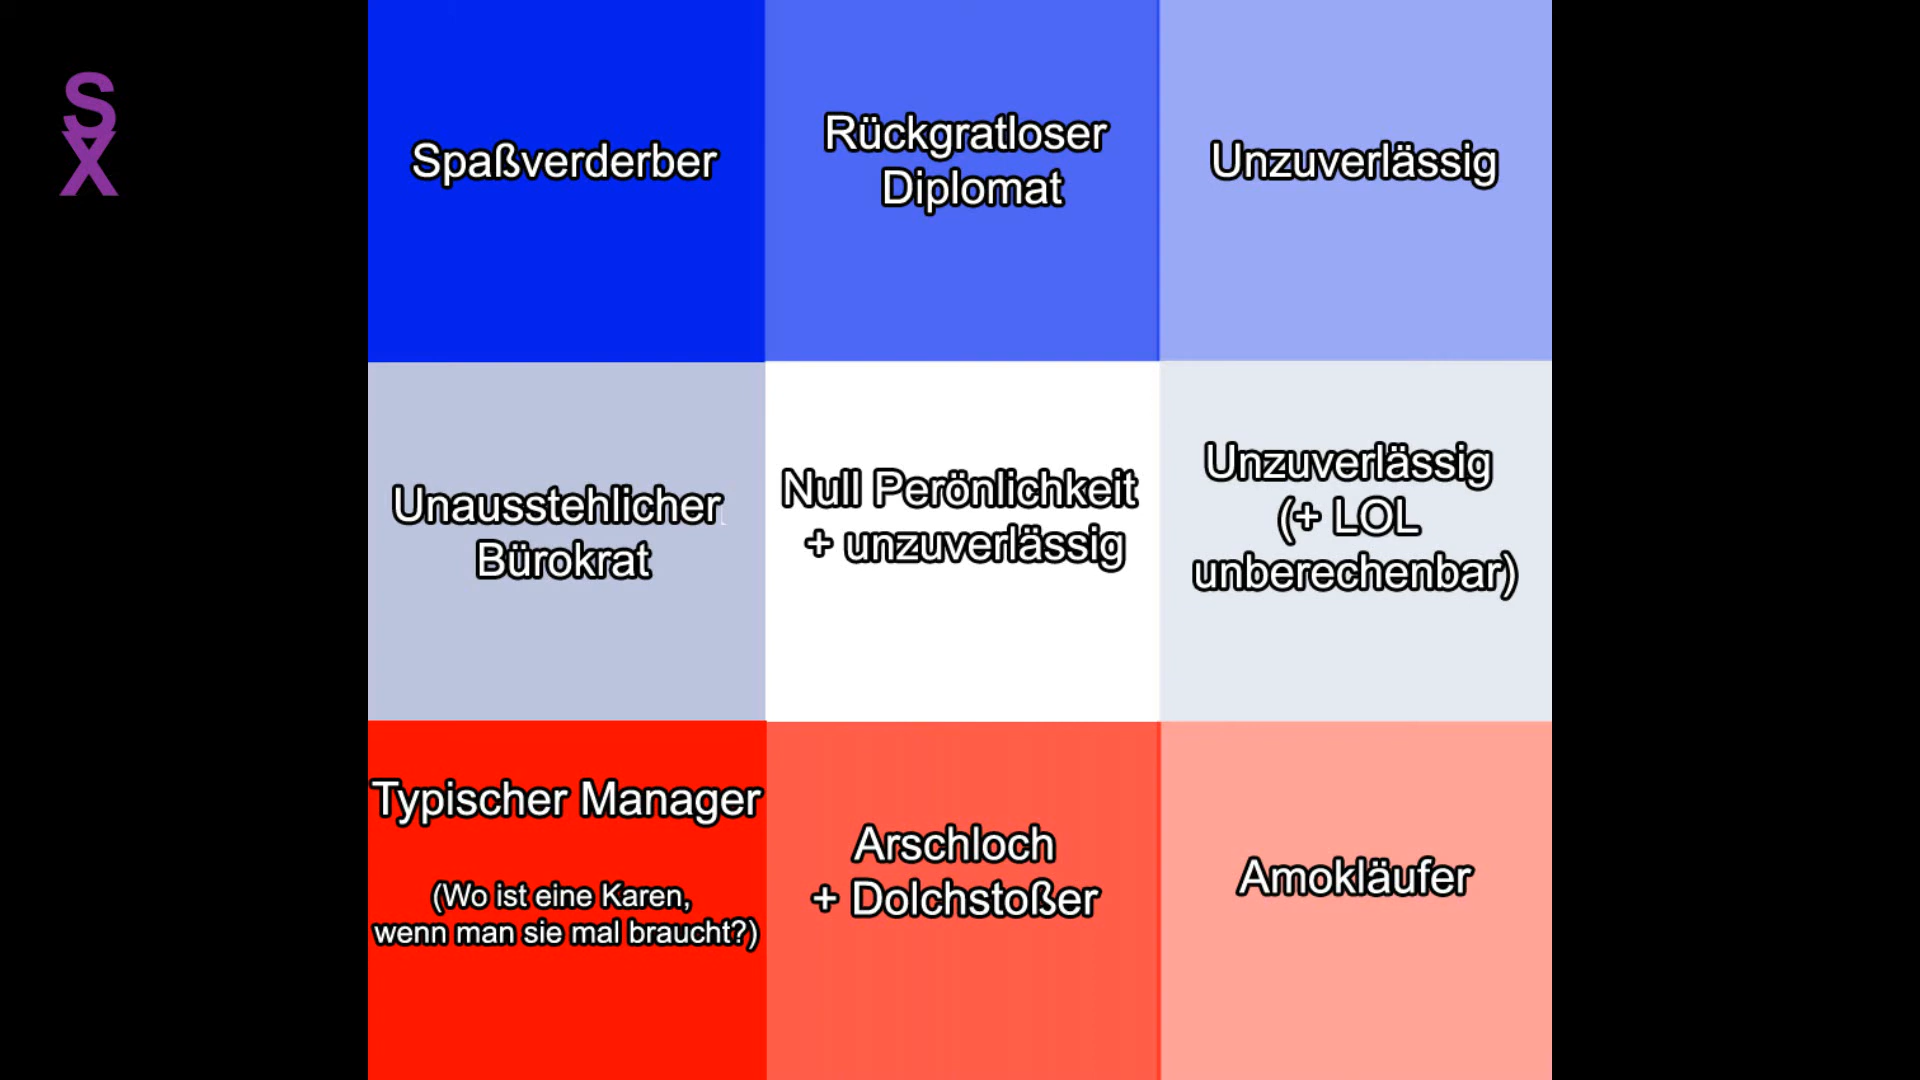 S
X
Spaßverderber
Rückgratloser
Diplomat
Unzuverlässig
Unausstehlicher
Bürokrat
Null Perönlichkeit
+ unzuverlässig
Unzuverlässig
(+ LOL
unberechenbar)
Typischer Manager
(Wo ist eine Karen,
wenn man sie mal braucht?)
Arschloch
+ Dolchstoßer
Amokläufer